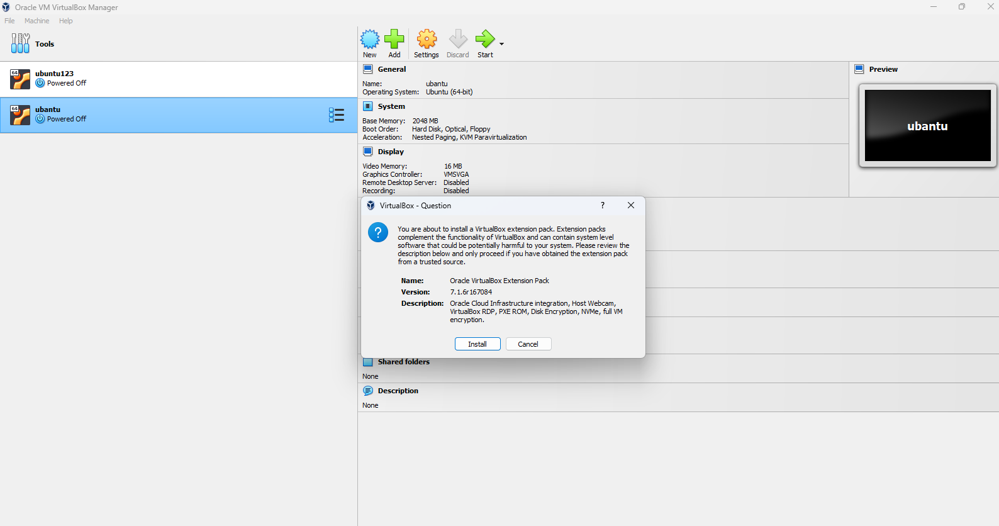 Oracle VM VirtualBox Manager
File Machine Help
Tools
New Add Settings Discard Start
64 ubuntu123
Powered Off
64 ubantu
Powered Off
General
Name: ubantu
Operating System: Ubuntu (64-bit)
System
Base Memory: 2048 MB
Boot Order: Hard Disk, Optical, Floppy
Acceleration: Nested Paging, KVM Paravirtualization
Display
Video Memory: 16 MB
Graphics Controller: VMSVGA
Remote Desktop Server: Disabled
Recording: Disabled
Preview
ubantu
VirtualBox - Question ?
?
You are about to install a VirtualBox extension pack. Extension packs
complement the functionality of VirtualBox and can contain system level
software that could be potentially harmful to your system. Please review the
description below and only proceed if you have obtained the extension pack
from a trusted source.
Name: Oracle VirtualBox Extension Pack
Version: 7.1.6r167084
Description: Oracle Cloud Infrastructure integration, Host Webcam,
VirtualBox RDP, PXE ROM, Disk Encryption, NVMe, full VM
encryption.
Install Cancel
Shared folders
None
Description
None